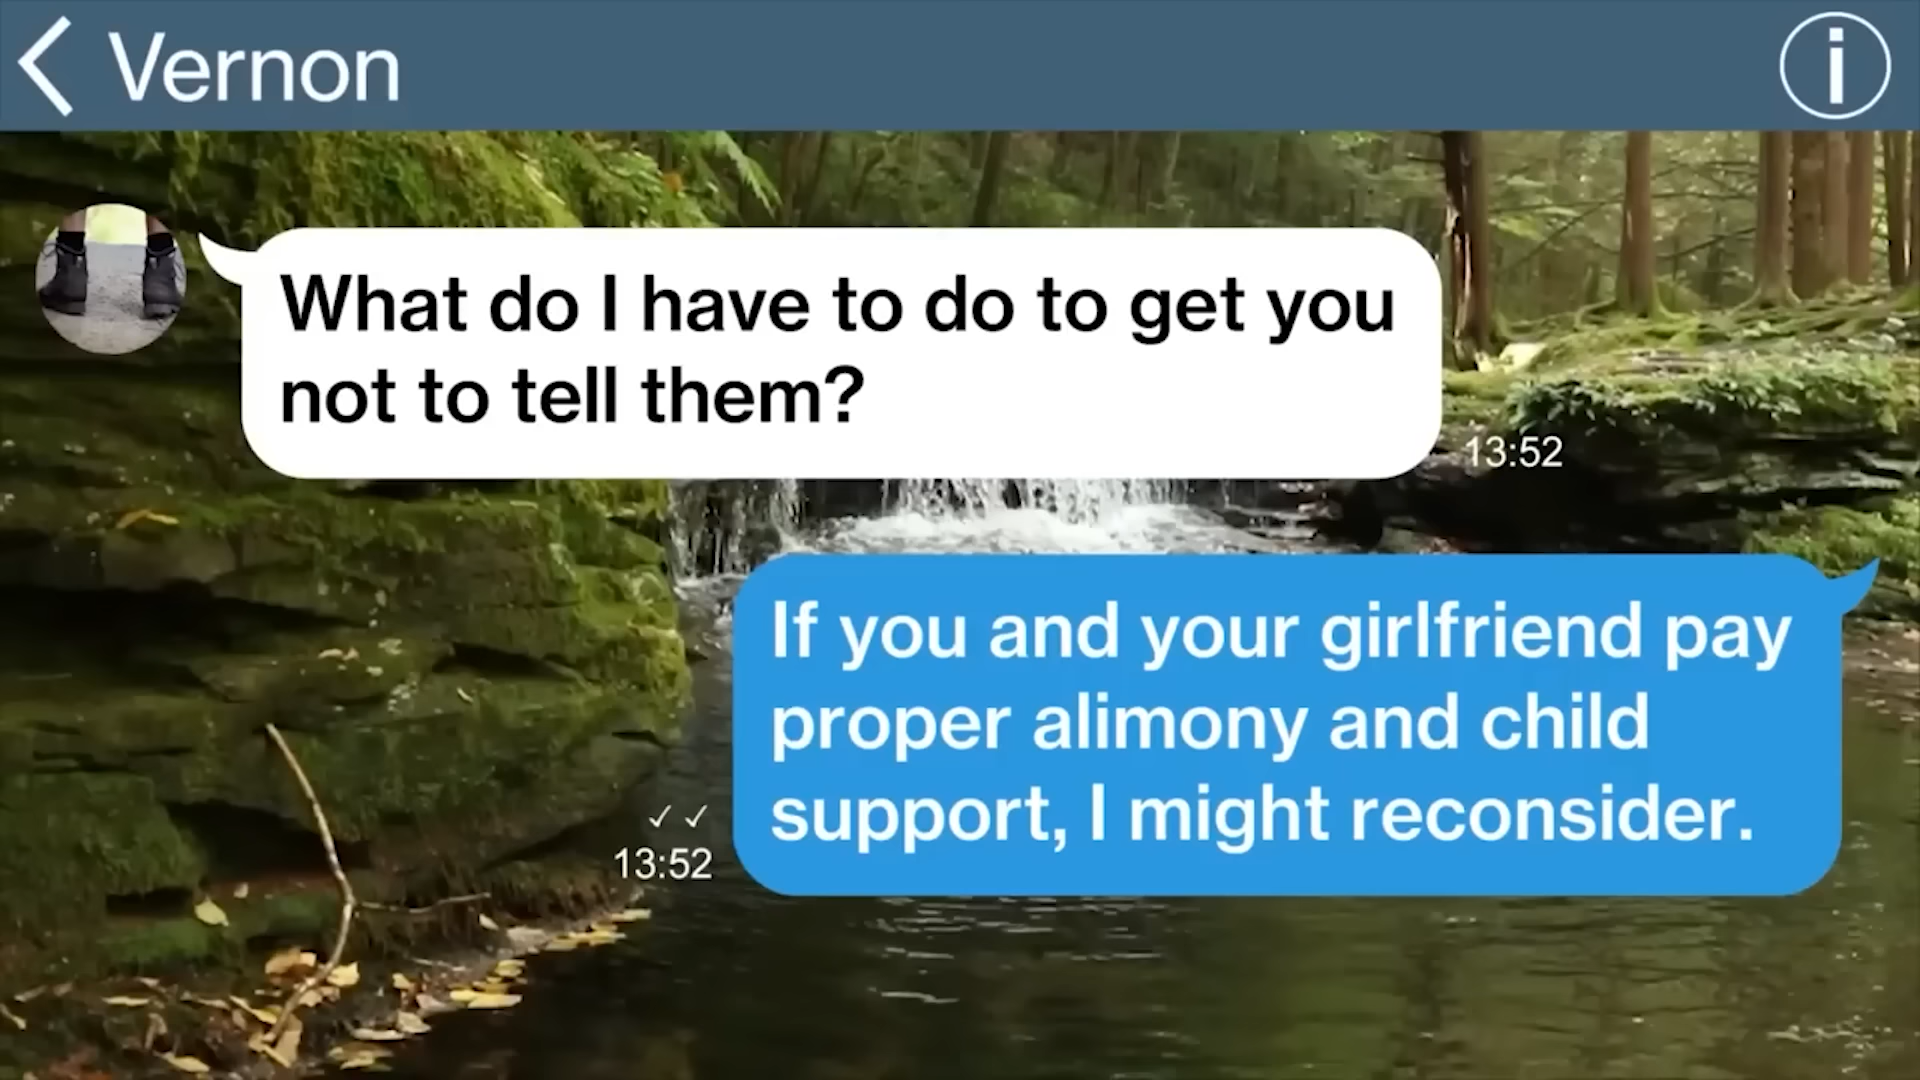 Vernon
What do I have to do to get you
not to tell them?
13:52
If you and your girlfriend pay
proper alimony and child
support, I might reconsider.
13:52